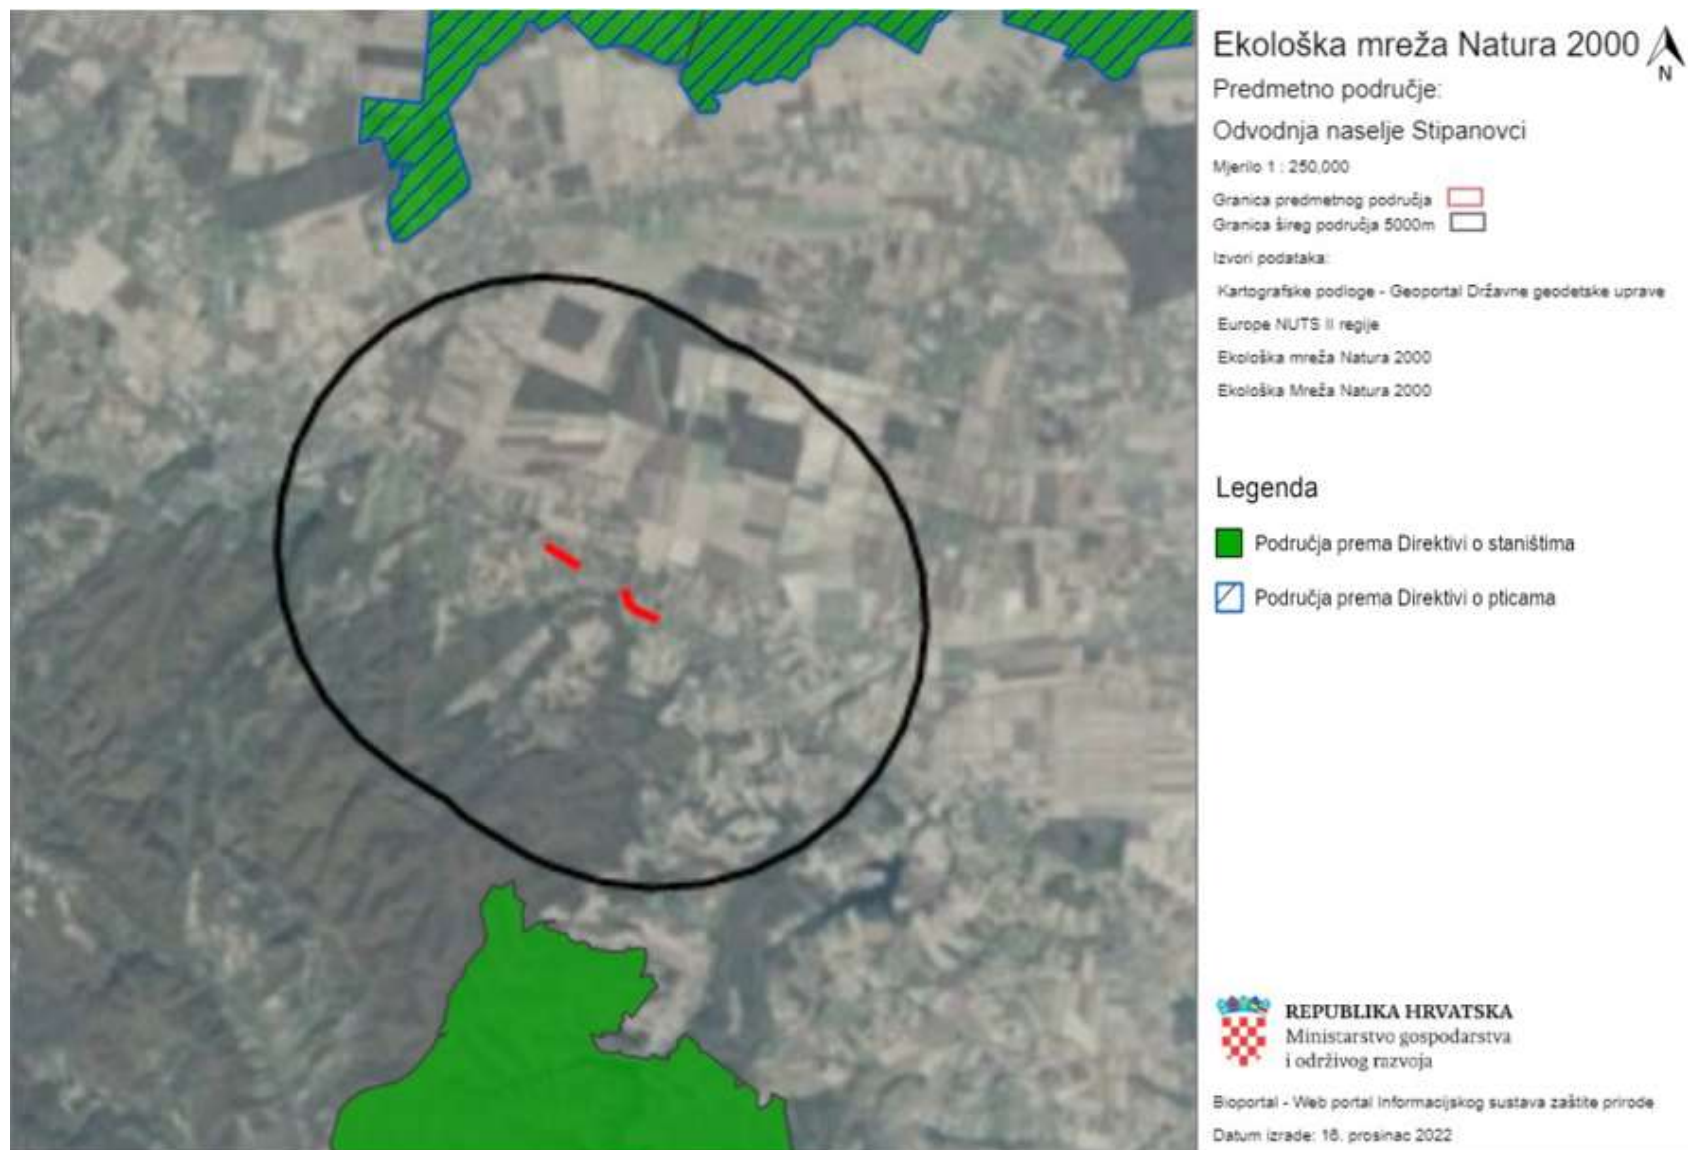 Ekološka mreža Natura 2000
N
Predmetno područje:
Odvodnja naselje Stipanovci
Mjerilo 1 : 250,000
Granica predmetnog područja
Granica šireg područja 5000m
Izvori podataka:
Kartografske podloge - Geoportal Državne geodetske uprave
Europe NUTS II regije
Ekološka mreža Natura 2000
Ekološka Mreža Natura 2000
Legenda
Područja prema Direktivi o staništima
Područja prema Direktivi o pticama
REPUBLIKA HRVATSKA
Ministarstvo gospodarstva
i održivog razvoja
Bioportal - Web portal Informacijskog sustava zaštite prirode
Datum izrade: 16. prosinac 2022